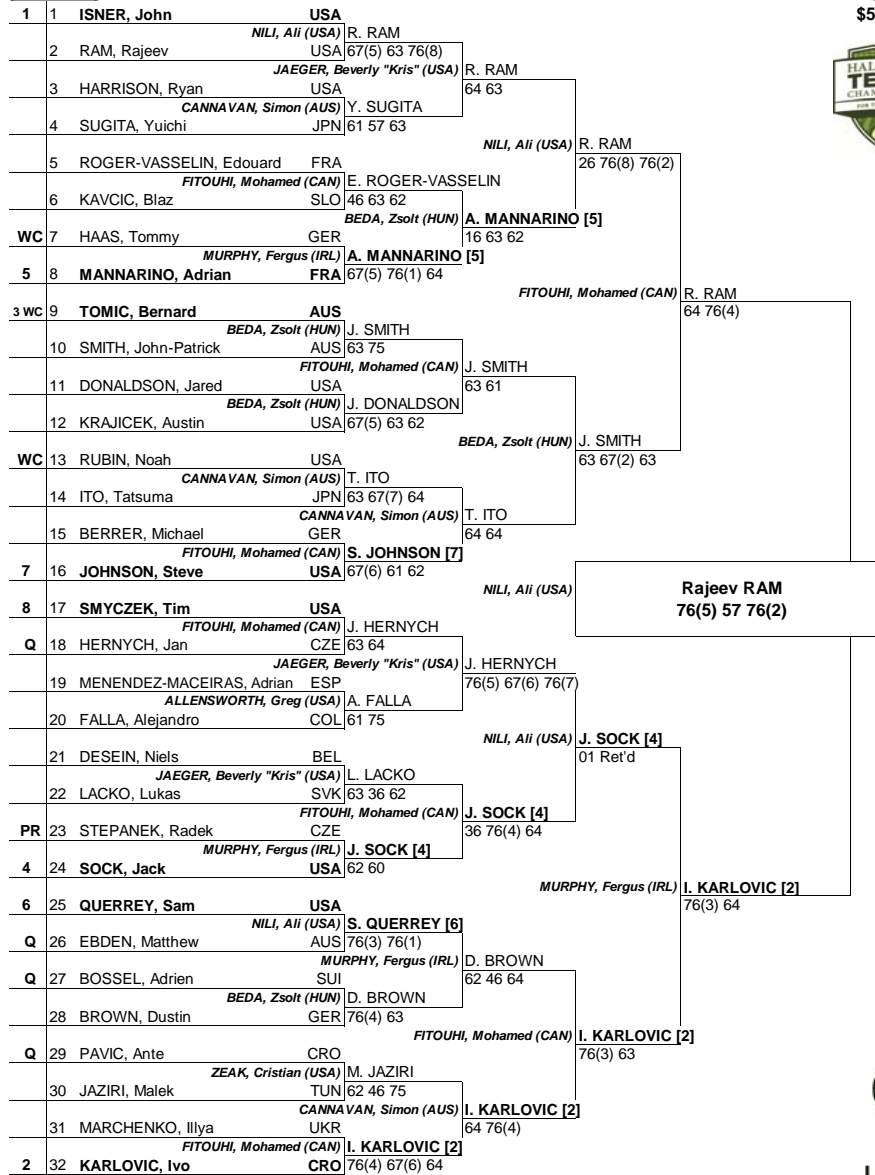 1 1 ISNER, John USA
$5
NILI, Ali (USA) R. RAM
2 RAM, Rajeev USA 67(5) 63 76(8)
JAEGER, Beverly "Kris" (USA) R. RAM
3 HARRISON, Ryan USA 64 63
CANNAVAN, Simon (AUS) Y. SUGITA
4 SUGITA, Yuichi JPN 61 57 63
NILI, Ali (USA) R. RAM
5 ROGER-VASSELIN, Edouard FRA 26 76(8) 76(2)
FITOUHI, Mohamed (CAN) E. ROGER-VASSELIN
6 KAVCIC, Blaz SLO 46 63 62
BEDA, Zsolt (HUN) A. MANNARINO [5]
WC 7 HAAS, Tommy GER 16 63 62
MURPHY, Fergus (IRL) A. MANNARINO [5]
5 8 MANNARINO, Adrian FRA 67(5) 76(1) 64
FITOUHI, Mohamed (CAN) R. RAM
3 WC 9 TOMIC, Bernard AUS 64 76(4)
BEDA, Zsolt (HUN) J. SMITH
10 SMITH, John-Patrick AUS 63 75
FITOUHI, Mohamed (CAN) J. SMITH
11 DONALDSON, Jared USA 63 61
BEDA, Zsolt (HUN) J. DONALDSON
12 KRAJICEK, Austin USA 67(5) 63 62
BEDA, Zsolt (HUN) J. SMITH
WC 13 RUBIN, Noah USA 63 67(2) 63
CANNAVAN, Simon (AUS) T. ITO
14 ITO, Tatsuma JPN 63 67(7) 64
CANNAVAN, Simon (AUS) T. ITO
15 BERRER, Michael GER 64 64
FITOUHI, Mohamed (CAN) S. JOHNSON [7]
7 16 JOHNSON, Steve USA 67(6) 61 62
NILI, Ali (USA) Rajeev RAM
8 17 SMYCZEK, Tim USA 76(5) 57 76(2)
FITOUHI, Mohamed (CAN) J. HERNYCH
Q 18 HERNYCH, Jan CZE 63 64
JAEGER, Beverly "Kris" (USA) J. HERNYCH
19 MENENDEZ-MACEIRAS, Adrian ESP 76(5) 67(6) 76(7)
ALLENSWORTH, Greg (USA) A. FALLA
20 FALLA, Alejandro COL 61 75
NILI, Ali (USA) J. SOCK [4]
21 DESEIN, Niels BEL 01 Ret'd
JAEGER, Beverly "Kris" (USA) L. LACKO
22 LACKO, Lukas SVK 63 36 62
FITOUHI, Mohamed (CAN) J. SOCK [4]
PR 23 STEPANEK, Radek CZE 36 76(4) 64
MURPHY, Fergus (IRL) J. SOCK [4]
4 24 SOCK, Jack USA 62 60
MURPHY, Fergus (IRL) I. KARLOVIC [2]
6 25 QUERREY, Sam USA 76(3) 64
NILI, Ali (USA) S. QUERREY [6]
Q 26 EBDEN, Matthew AUS 76(3) 76(1)
MURPHY, Fergus (IRL) D. BROWN
Q 27 BOSSEL, Adrien SUI 62 46 64
BEDA, Zsolt (HUN) D. BROWN
28 BROWN, Dustin GER 76(4) 63
FITOUHI, Mohamed (CAN) I. KARLOVIC [2]
Q 29 PAVIC, Ante CRO 76(3) 63
ZEAK, Cristian (USA) M. JAZIRI
30 JAZIRI, Malek TUN 62 46 75
CANNAVAN, Simon (AUS) I. KARLOVIC [2]
31 MARCHENKO, Illya UKR 64 76(4)
FITOUHI, Mohamed (CAN) I. KARLOVIC [2]
2 32 KARLOVIC, Ivo CRO 76(4) 67(6) 64